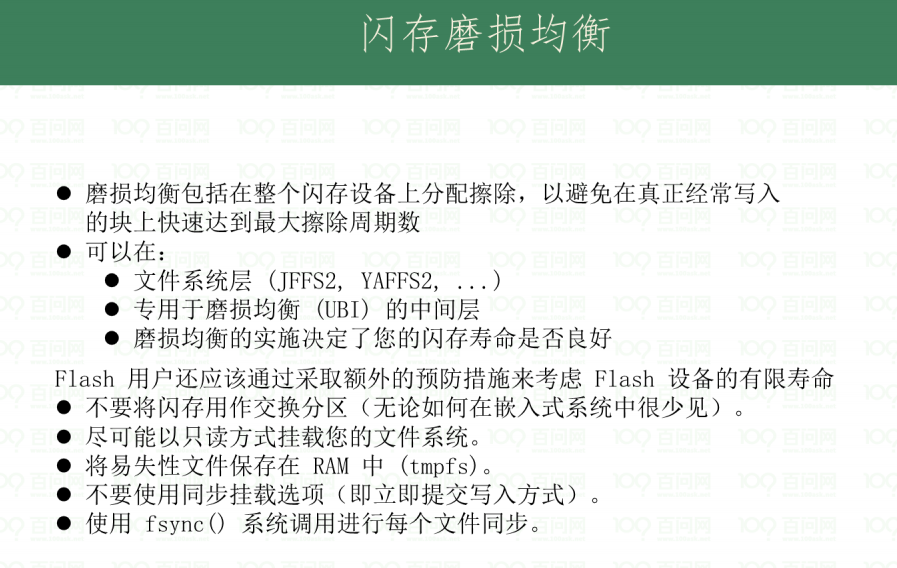 闪存磨损均衡
● 磨损均衡包括在整个闪存设备上分配擦除，以避免在真正经常写入
的块上快速达到最大擦除周期数
● 可以在：
● 文件系统层 (JFFS2, YAFFS2, ...)
● 专用于磨损均衡 (UBI) 的中间层
● 磨损均衡的实施决定了您的闪存寿命是否良好
Flash 用户还应该通过采取额外的预防措施来考虑 Flash 设备的有限寿命
● 不要将闪存用作交换分区（无论如何在嵌入式系统中很少见）。
● 尽可能以只读方式挂载您的文件系统。
● 将易失性文件保存在 RAM 中 (tmpfs)。
● 不要使用同步挂载选项（即立即提交写入方式）。
● 使用 fsync() 系统调用进行每个文件同步。